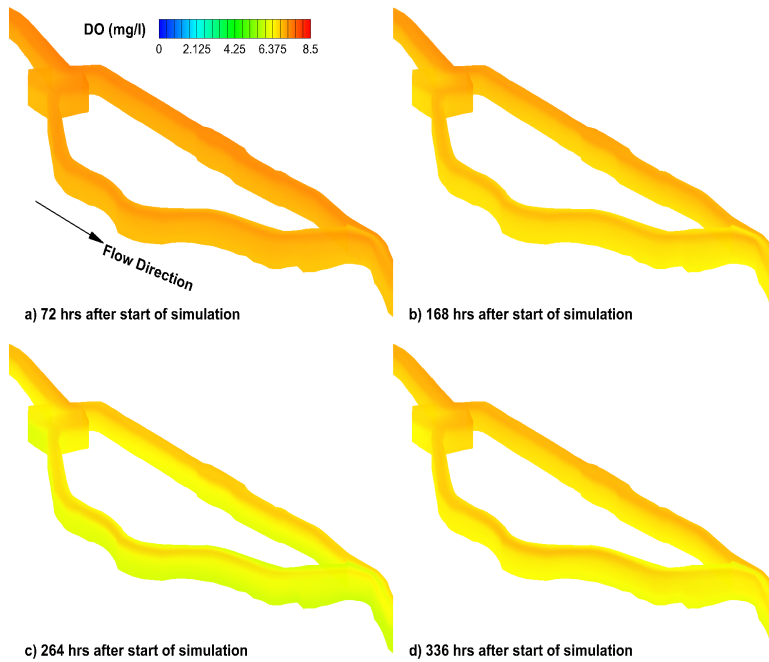 DO (mg/l)
0 2.125 4.25 6.375 8.5
Flow Direction
a) 72 hrs after start of simulation
b) 168 hrs after start of simulation
c) 264 hrs after start of simulation
d) 336 hrs after start of simulation